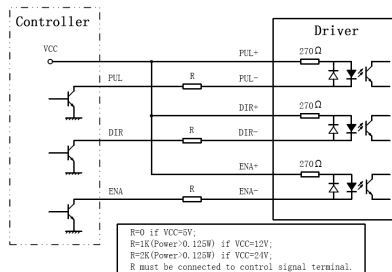 Controller
Driver
VCC
PUL+
270Ω
PUL
R
PUL-
DIR+
270Ω
DIR
R
DIR-
ENA+
270Ω
ENA
R
ENA-
R=0 if VCC=5V;
R=1K(Power>0.125W) if VCC=12V;
R=2K(Power>0.125W) if VCC=24V;
R must be connected to control signal terminal.